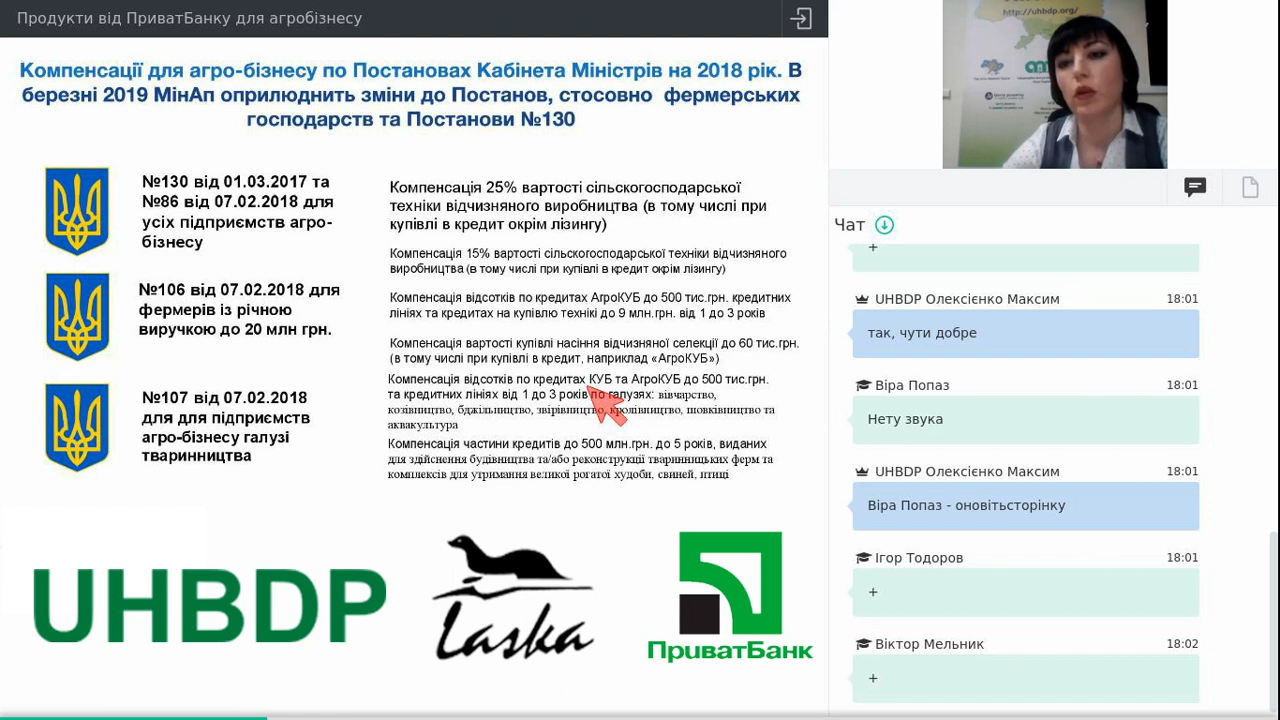 Продукти від ПриватБанку для агробізнесу
Компенсації для агро-бізнесу по Постановах Кабінета Міністрів на 2018 рік. В
березні 2019 МінАп оприлюднить зміни до Постанов, стосовно фермерських
господарств та Постанови №130
№130 від 01.03.2017 та
№86 від 07.02.2018 для
усіх підприємств агро-
бізнесу
Компенсація 25% вартості сільскогосподарської
техніки відчизняного виробництва (в тому числі при
купівлі в кредит окрім лізингу)
Компенсація 15% вартості сільскогосподарської техніки відчизняного
виробництва (в тому числі при купівлі в кредит окрім лізингу)
№106 від 07.02.2018 для
фермерів із річною
виручкою до 20 млн грн.
Компенсація відсотків по кредитах АгроКУБ до 500 тис.грн. кредитних
лініях та кредитах на купівлю технікі до 9 млн.грн. від 1 до 3 років
Компенсація вартості купівлі насіння відчизняної селекції до 60 тис.грн.
(в тому числі при купівлі в кредит, наприклад «АгроКУБ»)
№107 від 07.02.2018
для для підприємств
агро-бізнесу галузі
тваринництва
Компенсація відсотків по кредитах КУБ та АгроКУБ до 500 тис.грн.
та кредитних лініях від 1 до 3 років по галузях: вівчарство,
козівництво, бджільництво, звірівництво, кролівництво, шовківництво та
аквакультура
Компенсація частини кредитів до 500 млн.грн. до 5 років, виданих
для здійснення будівництва та/або реконструкції тваринницьких ферм та
комплексів для утримання великої рогатої худоби, свиней, птиці
UHBDP
Laska
ПриватБанк
http://uhbdp.org/
Чат
+
UHBDP Олексієнко Максим 18:01
так, чути добре
Віра Попаз 18:01
Нету звука
UHBDP Олексієнко Максим 18:01
Віра Попаз - оновітьсторінку
Ігор Тодоров 18:01
+
Віктор Мельник 18:02
+